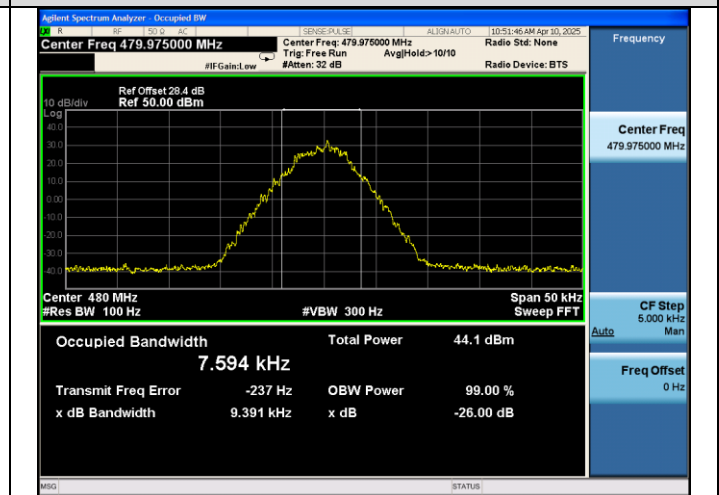 Agilent Spectrum Analyzer - Occupied BW
R RF 50 Ω AC SENSE:PULSE ALIGN AUTO 10:51:46 AM Apr 10, 2025
Center Freq 479.975000 MHz
Center Freq: 479.975000 MHz Radio Std: None
Trig: Free Run Avg|Hold:> 10/10
#IFGain:Low #Atten: 32 dB Radio Device: BTS
Frequency
Ref Offset 28.4 dB
10 dB/div Ref 50.00 dBm
Log
40.0
30.0
20.0
10.0
0.00
-10.0
-20.0
-30.0
-40.0
Center 480 MHz Span 50 kHz
#Res BW 100 Hz #VBW 300 Hz Sweep FFT
Occupied Bandwidth Total Power 44.1 dBm
7.594 kHz
Transmit Freq Error -237 Hz OBW Power 99.00 %
x dB Bandwidth 9.391 kHz x dB -26.00 dB
Center Freq
479.975000 MHz
CF Step
5.000 kHz
Auto Man
Freq Offset
0 Hz
MSG STATUS